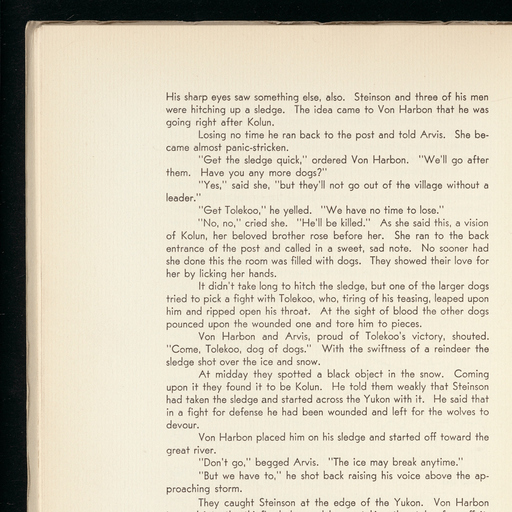 His sharp eyes saw something else, also. Steinson and three of his men
were hitching up a sledge. The idea came to Von Harbon that he was
going right after Kolun.
Losing no time he ran back to the post and told Arvis. She be-
came almost panic-stricken.
"Get the sledge quick," ordered Von Harbon. "We'll go after
them. Have you any more dogs?"
"Yes," said she, "but they'll not go out of the village without a
leader."
"Get Tolekoo," he yelled. "We have no time to lose."
"No, no," cried she. "He'll be killed." As she said this, a vision
of Kolun, her beloved brother rose before her. She ran to the back
entrance of the post and called in a sweet, sad note. No sooner had
she done this the room was filled with dogs. They showed their love for
her by licking her hands.
It didn't take long to hitch the sledge, but one of the larger dogs
tried to pick a fight with Tolekoo, who, tiring of his teasing, leaped upon
him and ripped open his throat. At the sight of blood the other dogs
pounced upon the wounded one and tore him to pieces.
Von Harbon and Arvis, proud of Tolekoo's victory, shouted.
"Come, Tolekoo, dog of dogs." With the swiftness of a reindeer the
sledge shot over the ice and snow.
At midday they spotted a black object in the snow. Coming
upon it they found it to be Kolun. He told them weakly that Steinson
had taken the sledge and started across the Yukon with it. He said that
in a fight for defense he had been wounded and left for the wolves to
devour.
Von Harbon placed him on his sledge and started off toward the
great river.
"Don't go," begged Arvis. "The ice may break anytime."
"But we have to," he shot back raising his voice above the ap-
proaching storm.
They caught Steinson at the edge of the Yukon. Von Harbon